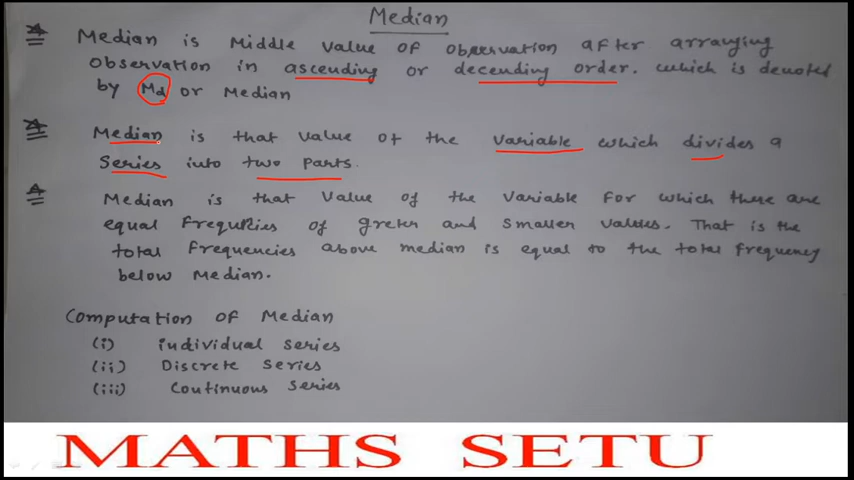 Median
Median is Middle value of observation after arranging
observation in ascending or decending order. which is denoted
by Md or Median
Median is that value of the variable which divides a
Series into two parts.
Median is that value of the variable for which there are
equal frequencies of greter and smaller values. That is the
total frequencies above median is equal to the total frequency
below Median.
Computation of Median
(i) individual series
(ii) Discrete Series
(iii) Continuous Series
MATHS SETU